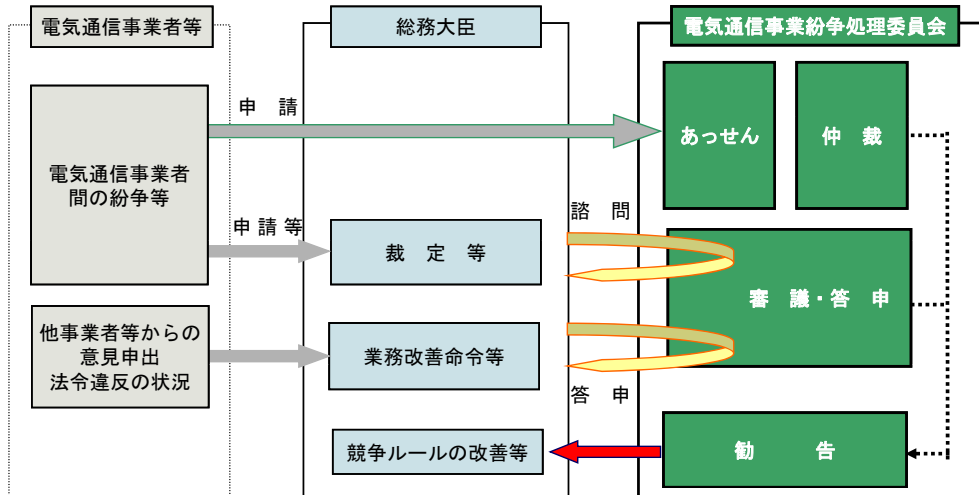 電気通信事業者等
総務大臣
電気通信事業紛争処理委員会
申 請
電気通信事業者
間の紛争等
あっせん
仲 裁
申請等
裁 定 等
諮 問
審 議・答 申
他事業者等からの
意見申出
法令違反の状況
業務改善命令等
答 申
競争ルールの改善等
勧 告